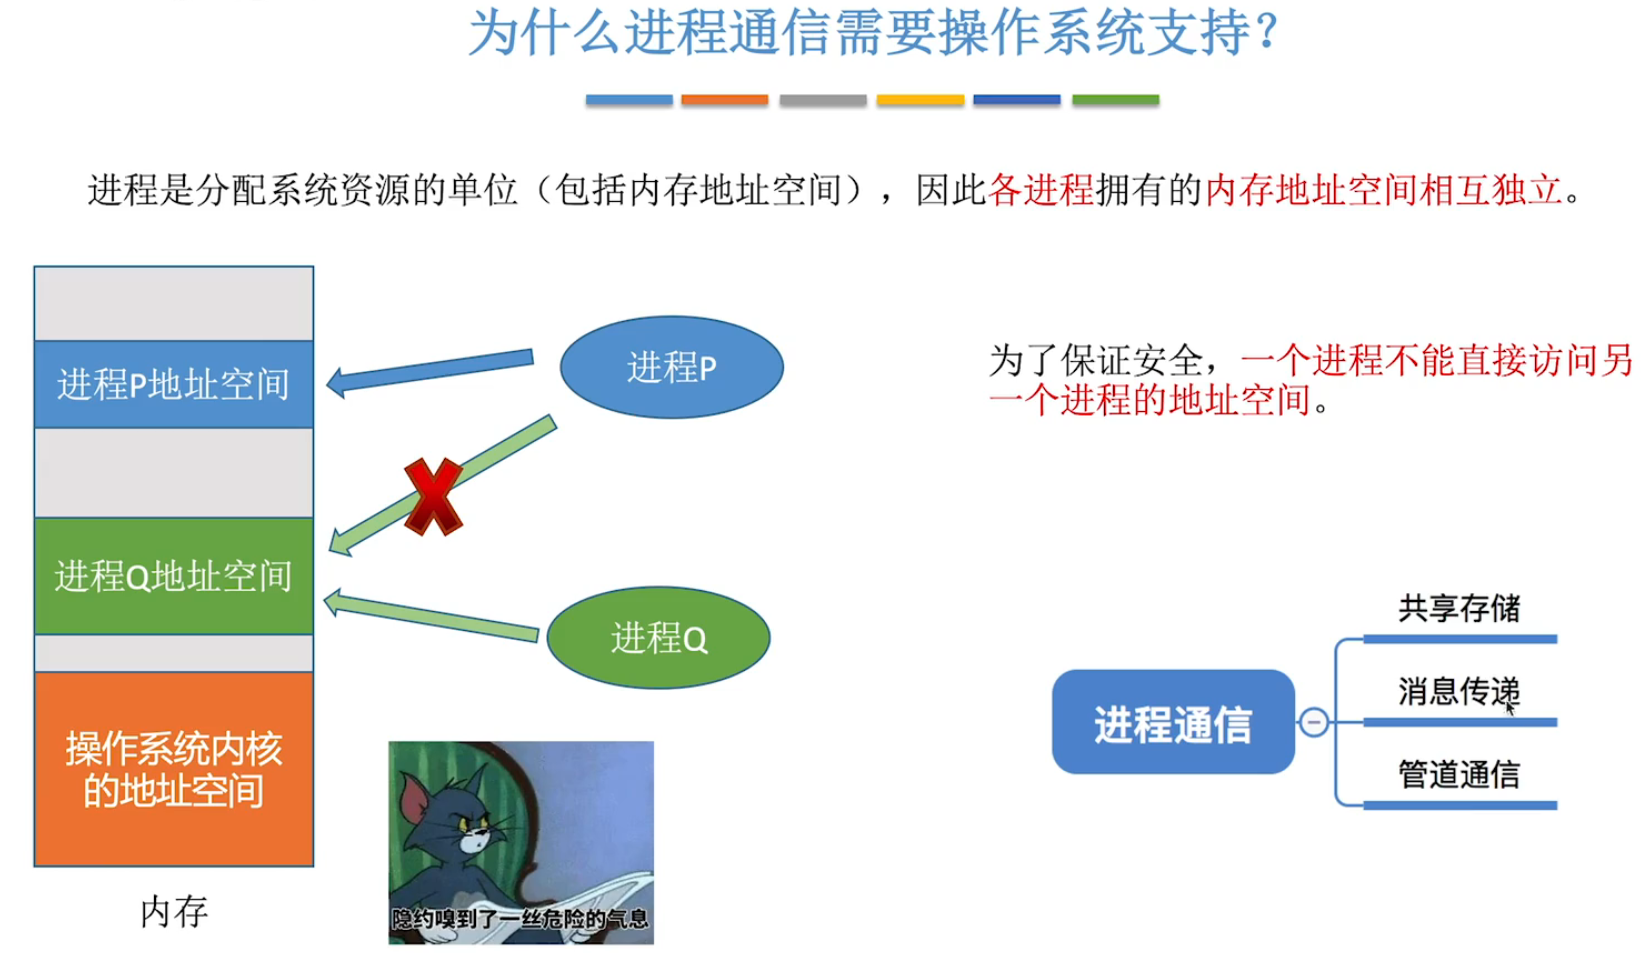 为什么进程通信需要操作系统支持?
进程是分配系统资源的单位（包括内存地址空间），因此各进程拥有的内存地址空间相互独立。
进程P地址空间
进程Q地址空间
操作系统内核
的地址空间
内存
进程P
进程Q
为了保证安全，一个进程不能直接访问另
一个进程的地址空间。
进程通信
共享存储
消息传递
管道通信
隐约嗅到了一丝危险的气息